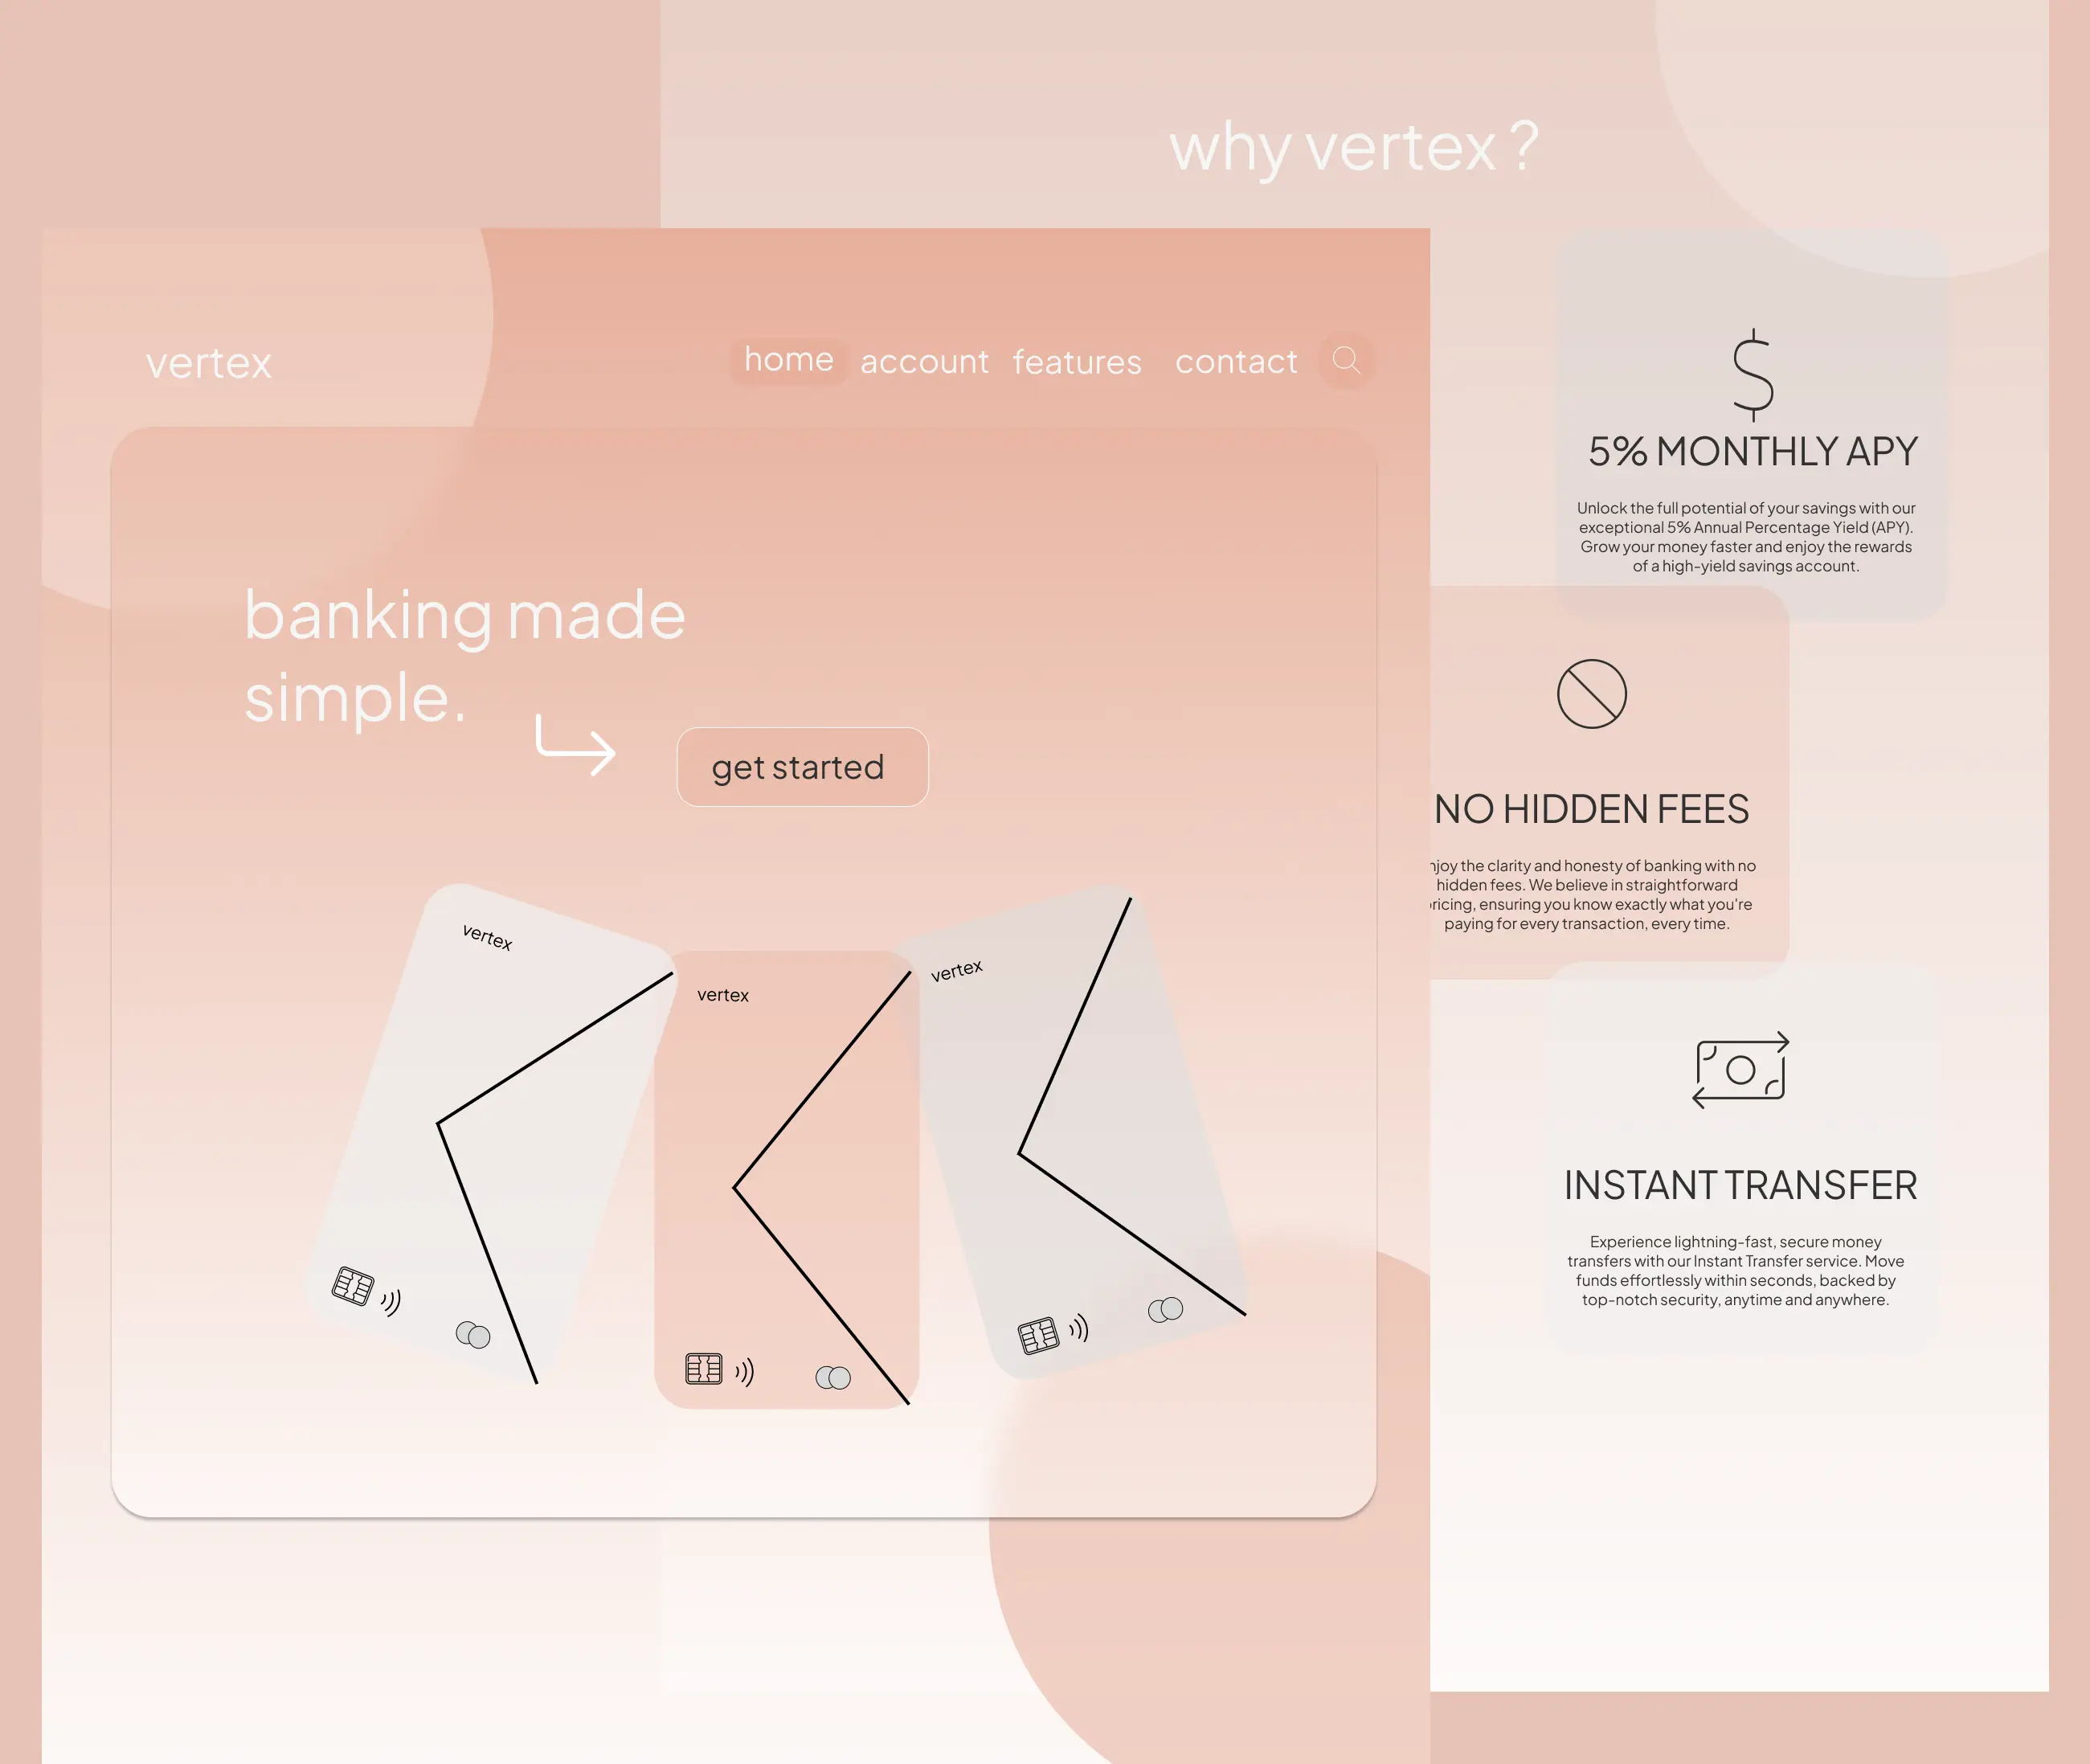 why vertex ?
vertex
home account features contact
banking made
simple.
get started
vertex
vertex
vertex
5% MONTHLY APY
Unlock the full potential of your savings with our
exceptional 5% Annual Percentage Yield (APY).
Grow your money faster and enjoy the rewards
of a high-yield savings account.
NO HIDDEN FEES
njoy the clarity and honesty of banking with no
hidden fees. We believe in straightforward
ricing, ensuring you know exactly what you're
paying for every transaction, every time.
INSTANT TRANSFER
Experience lightning-fast, secure money
transfers with our Instant Transfer service. Move
funds effortlessly within seconds, backed by
top-notch security, anytime and anywhere.